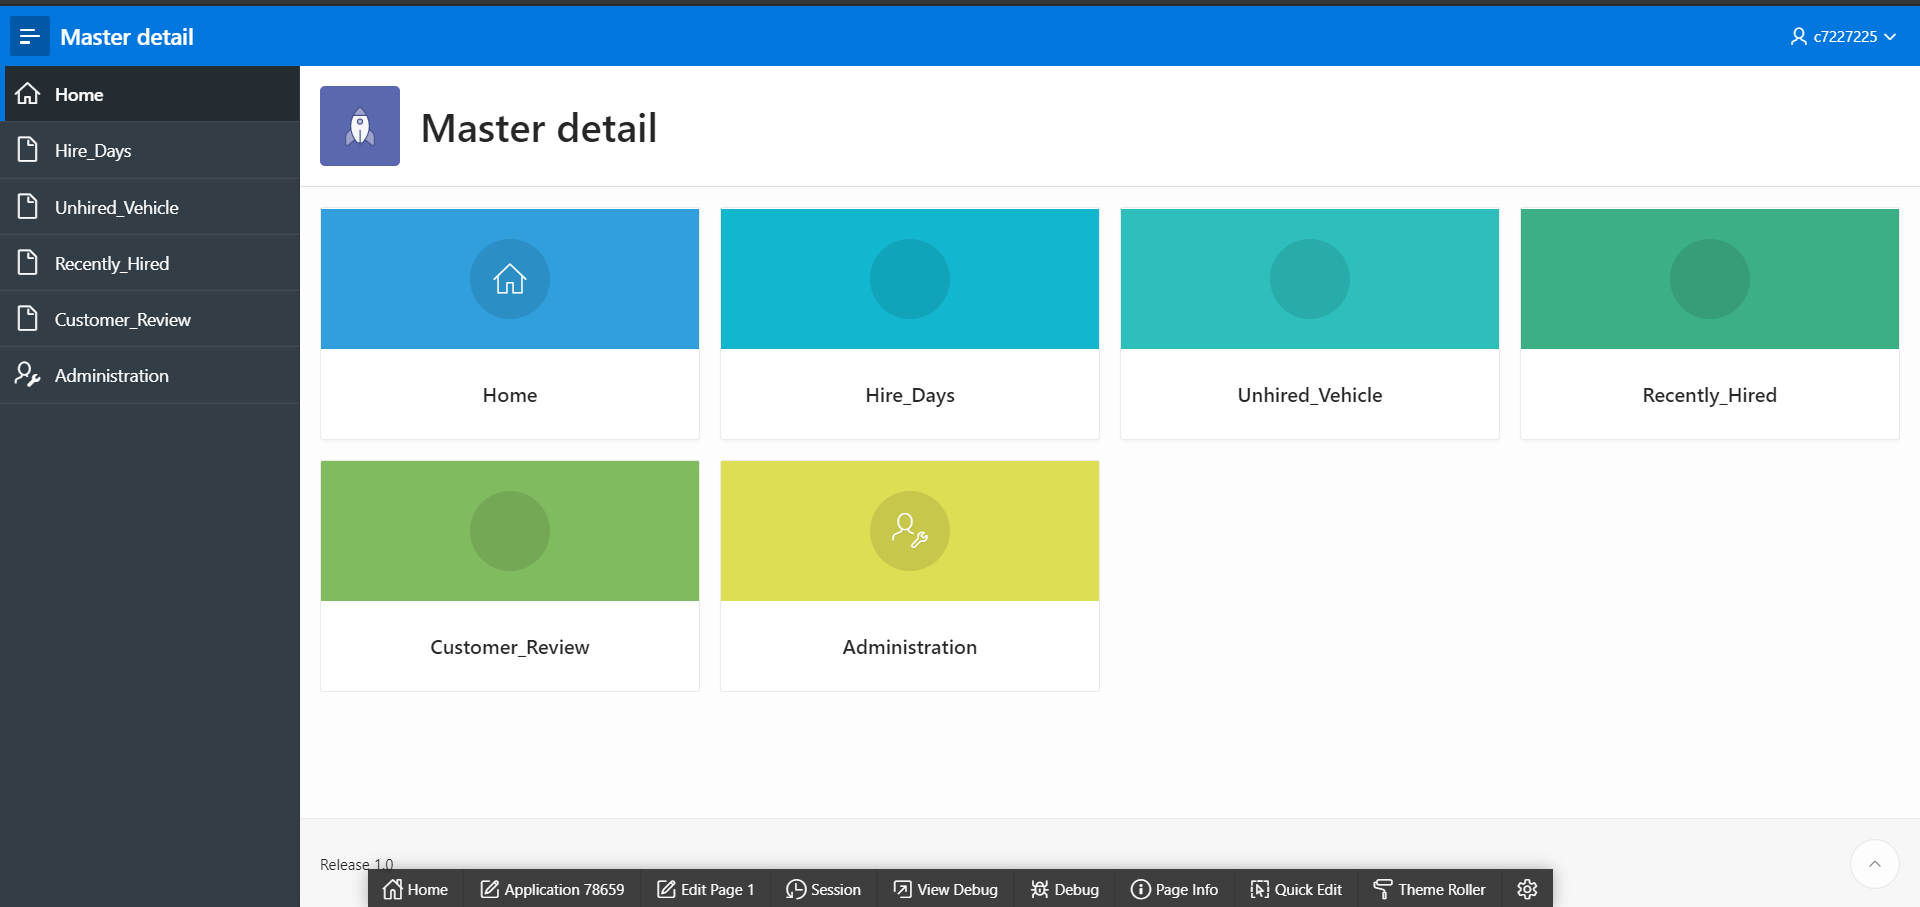 Master detail
c7227225
Home
Hire_Days
Unhired_Vehicle
Recently_Hired
Customer_Review
Administration
Master detail
Home
Hire_Days
Unhired_Vehicle
Recently_Hired
Customer_Review
Administration
Release 1.0
Home Application 78659 Edit Page 1 Session View Debug Debug Page Info Quick Edit Theme Roller